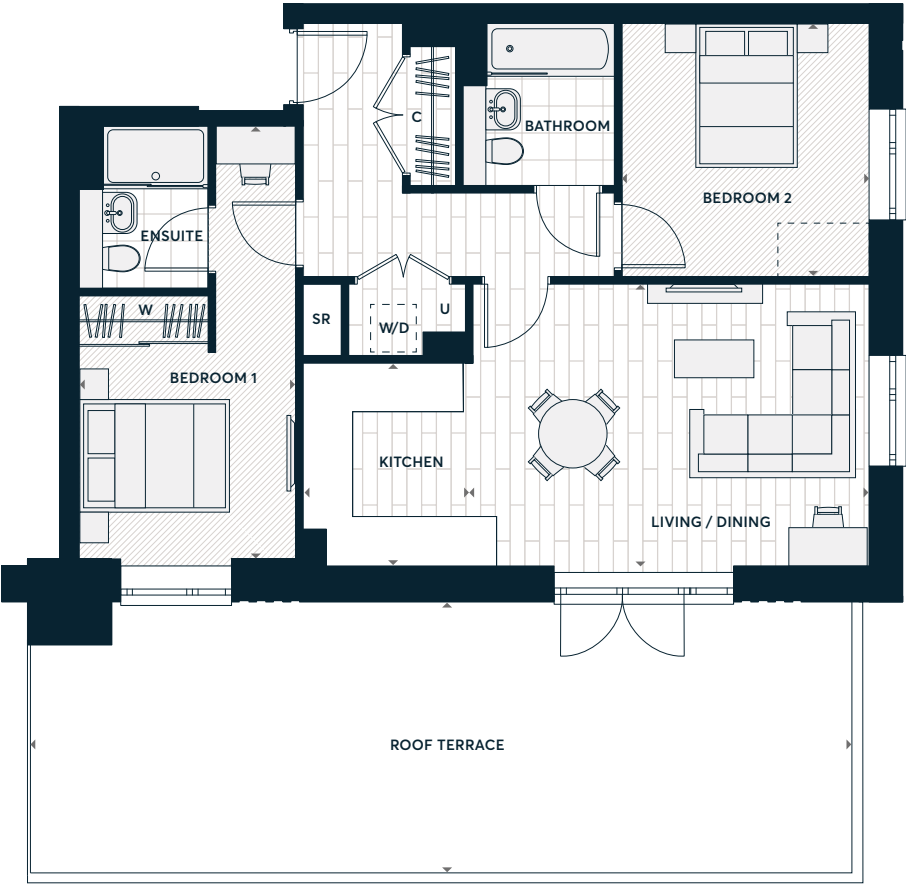 C
BATHROOM
BEDROOM 2
ENSUITE
W
SR
W/D
U
BEDROOM 1
KITCHEN
LIVING / DINING
ROOF TERRACE